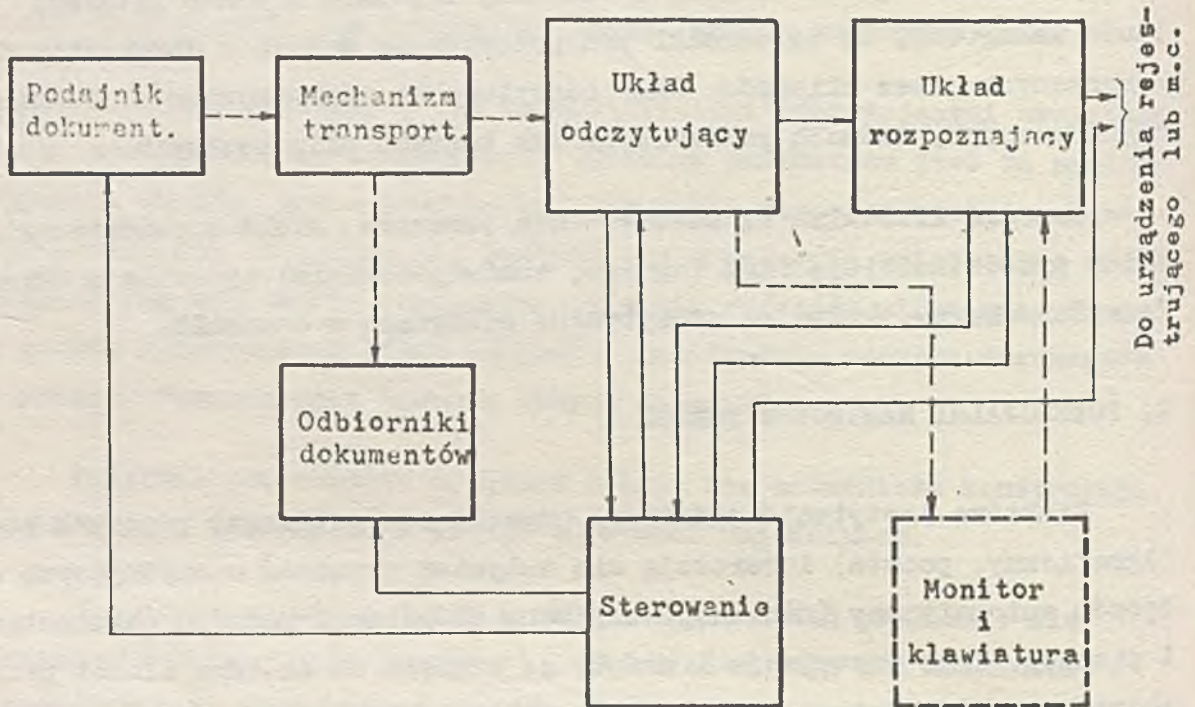 Podajnik
dokument.
Mechanizm
transport.
Układ
odczytujący
Układ
rozpoznający
Do urządzenia rejes-
trującego lub m.c.
Odbiorniki
dokumentów
Sterowanie
Monitor
i
klawiatura